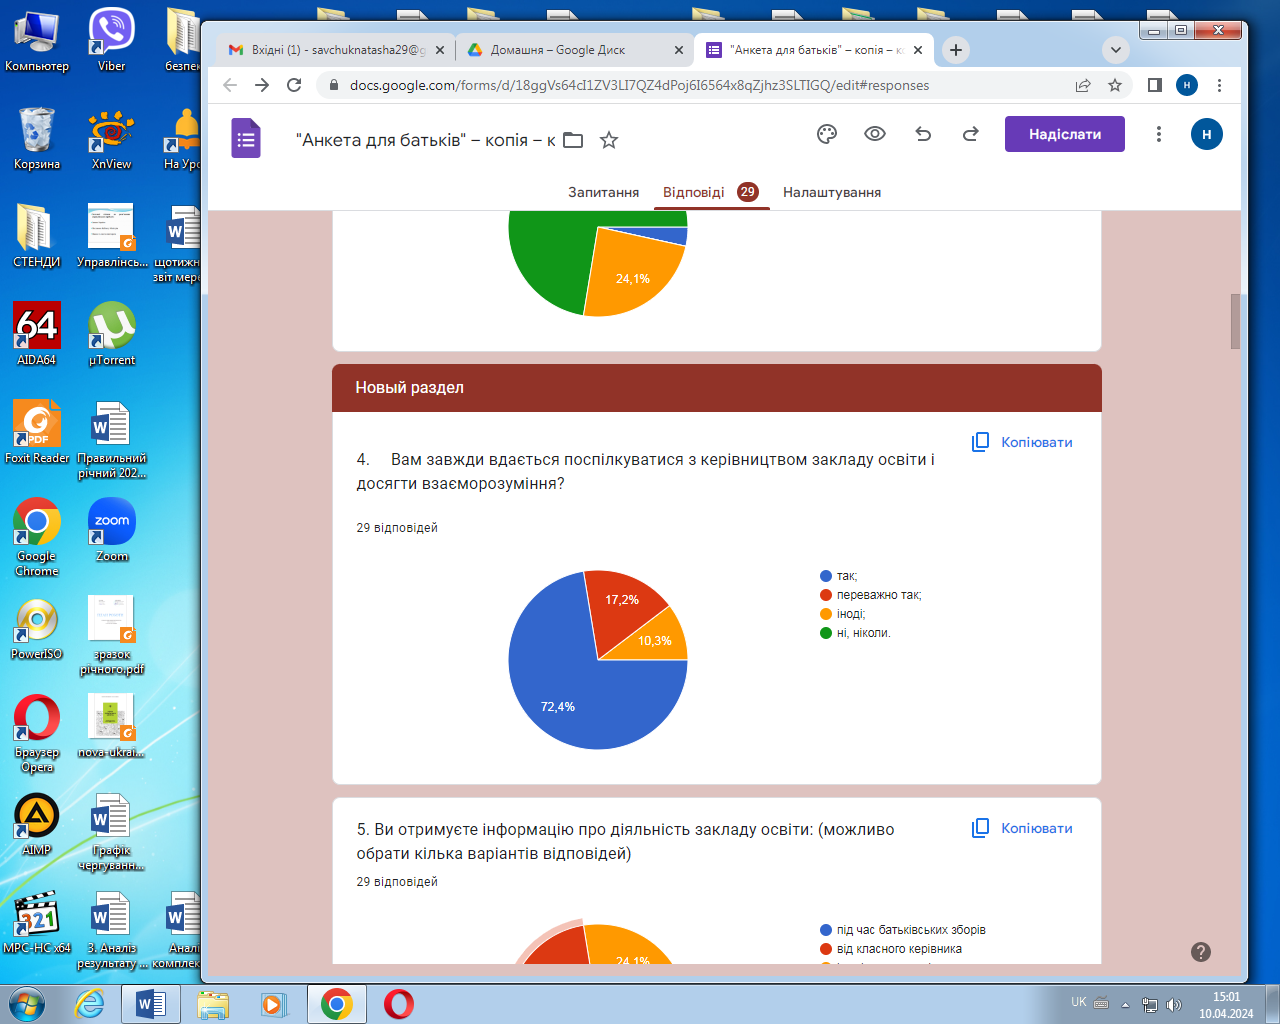 Компьютер
Viber
безпек
Корзина
XnView
На Уро
СТЕНДИ
Управлінсь...
щотижн
звіт мере
AIDA64
µTorrent
Foxit Reader
Правильний
річний 202...
Google
Chrome
zoom
Zoom
PowerISO
зразок
річного.pdf
Браузер
Opera
nova-ukrai...
AIMP
Графік
чергуванн...
MPC-HC x64
3. Аналіз
результату ...
Аналі
комплек
Вхідні (1) - savchuknatasha29@g
Домашня – Google Диск
"Анкета для батьків" – копія – к
docs.google.com/forms/d/18ggVs64cI1ZV3LI7QZ4dPoj6I6564x8qZjhz3SLTIGQ/edit#responses
"Анкета для батьків" – копія – к
Надіслати
Н
Запитання
Відповіді 29
Налаштування
24,1%
Новый раздел
Копіювати
4. Вам завжди вдається поспілкуватися з керівництвом закладу освіти і
досягти взаєморозуміння?
29 відповідей
17,2%
10,3%
72,4%
так;
переважно так;
іноді;
ні, ніколи.
5. Ви отримуєте інформацію про діяльність закладу освіти: (можливо
обрати кілька варіантів відповідей)
Копіювати
29 відповідей
24,1%
під час батьківських зборів
від класного керівника
UK
15:01
10.04.2024